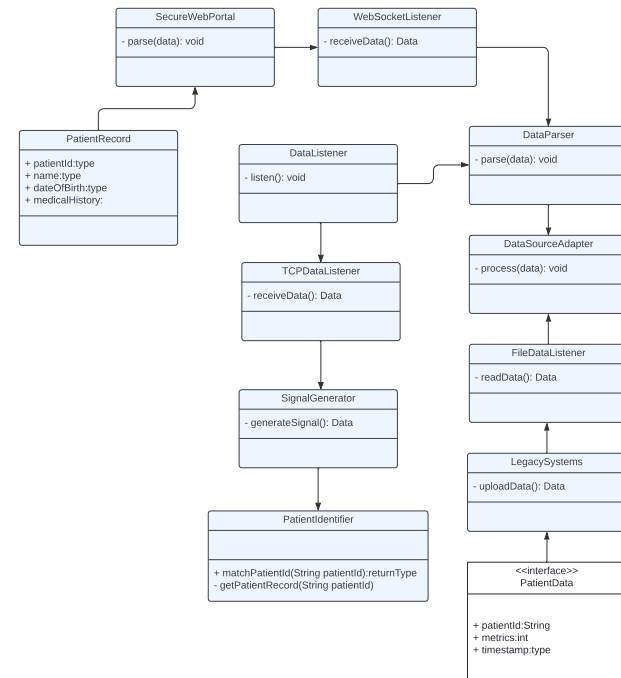 SecureWebPortal
- parse(data): void
WebSocketListener
- receiveData(): Data
PatientRecord
+ patientId:type
+ name:type
+ dateOfBirth:type
+ medicalHistory:
DataListener
- listen(): void
DataParser
- parse(data): void
TCPDataListener
- receiveData(): Data
DataSourceAdapter
- process(data): void
FileDataListener
- readData(): Data
SignalGenerator
- generateSignal(): Data
LegacySystems
- uploadData(): Data
PatientIdentifier
+ matchPatientId(String patientId):returnType
- getPatientRecord(String patientId)
<<interface>>
PatientData
+ patientId:String
+ metrics:int
+ timestamp:type